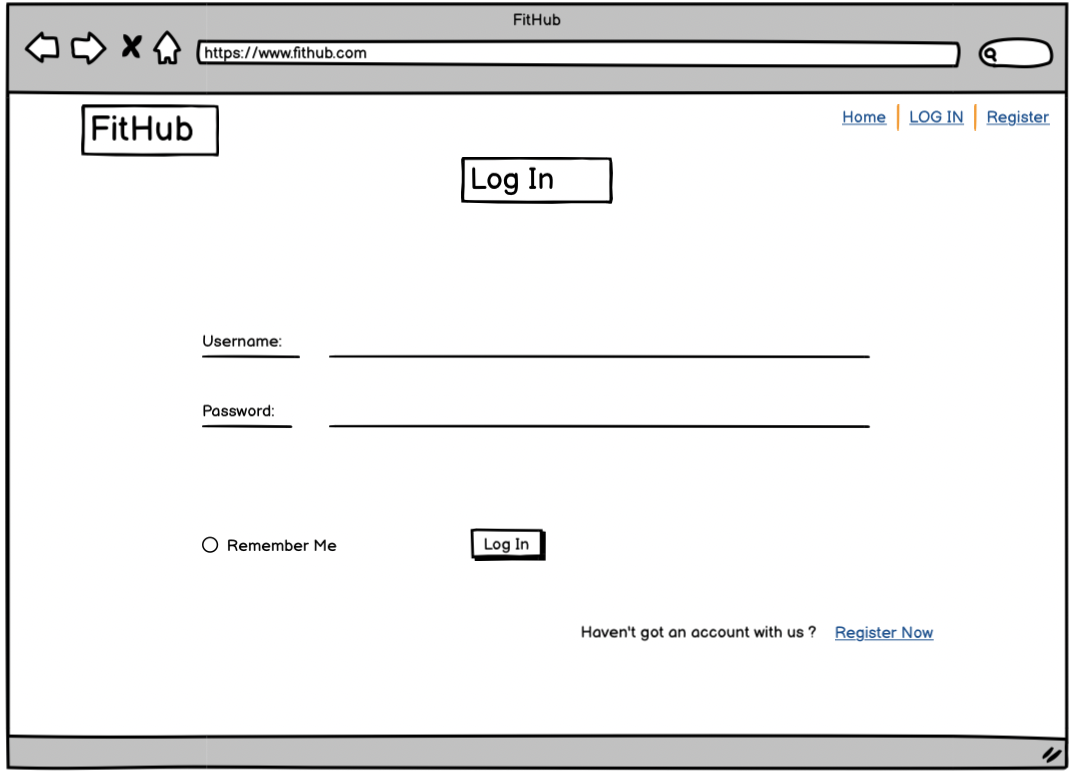 FitHub
https://www.fithub.com
FitHub
Home LOG IN Register
Log In
Username:
Password:
Remember Me
Log In
Haven't got an account with us ? Register Now